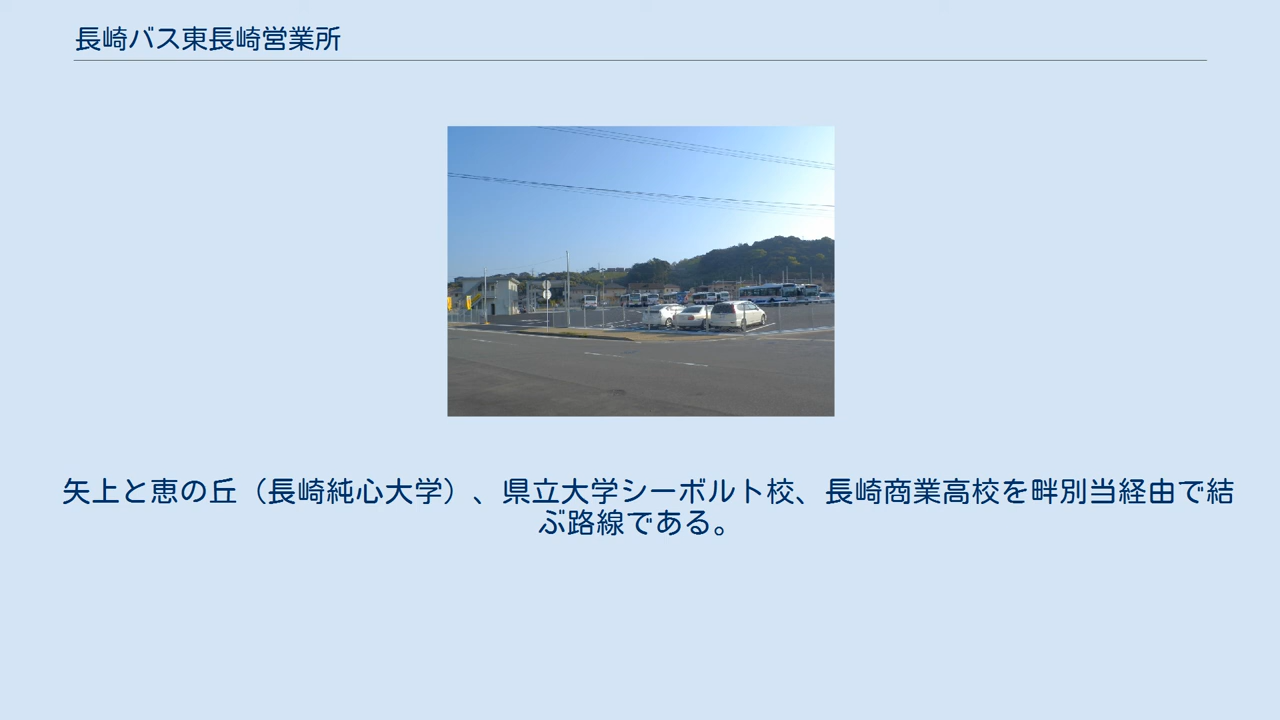 長崎バス東長崎営業所
矢上と恵の丘（長崎純心大学）、県立大学シーボルト校、長崎商業高校を畔別当経由で結
ぶ路線である。